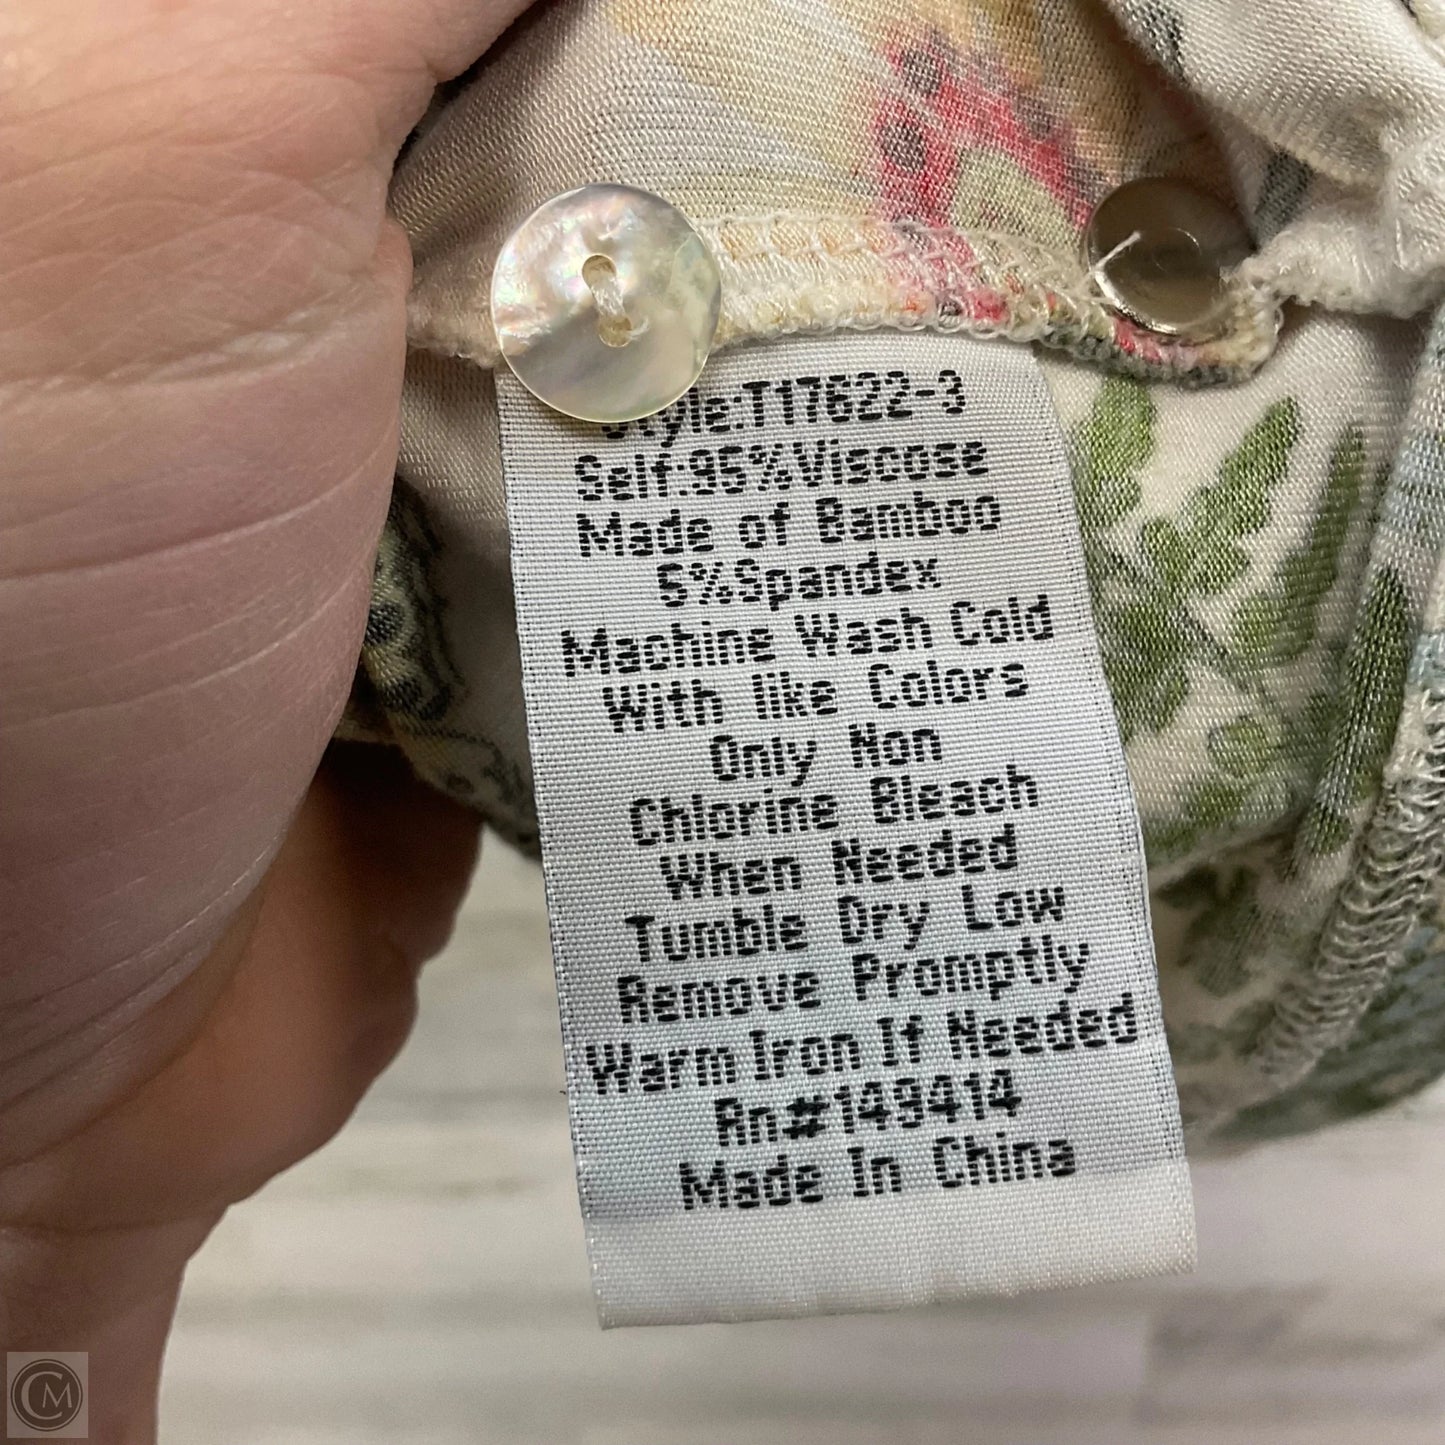 Style:T17622-3
Self:95%Viscose
Made of Bamboo
5%Spandex
Machine Wash Cold
With like Colors
Only Non
Chlorine Bleach
When Needed
Tumble Dry Low
Remove Promptly
Warm Iron If Needed
Rn#149414
Made In China
CM